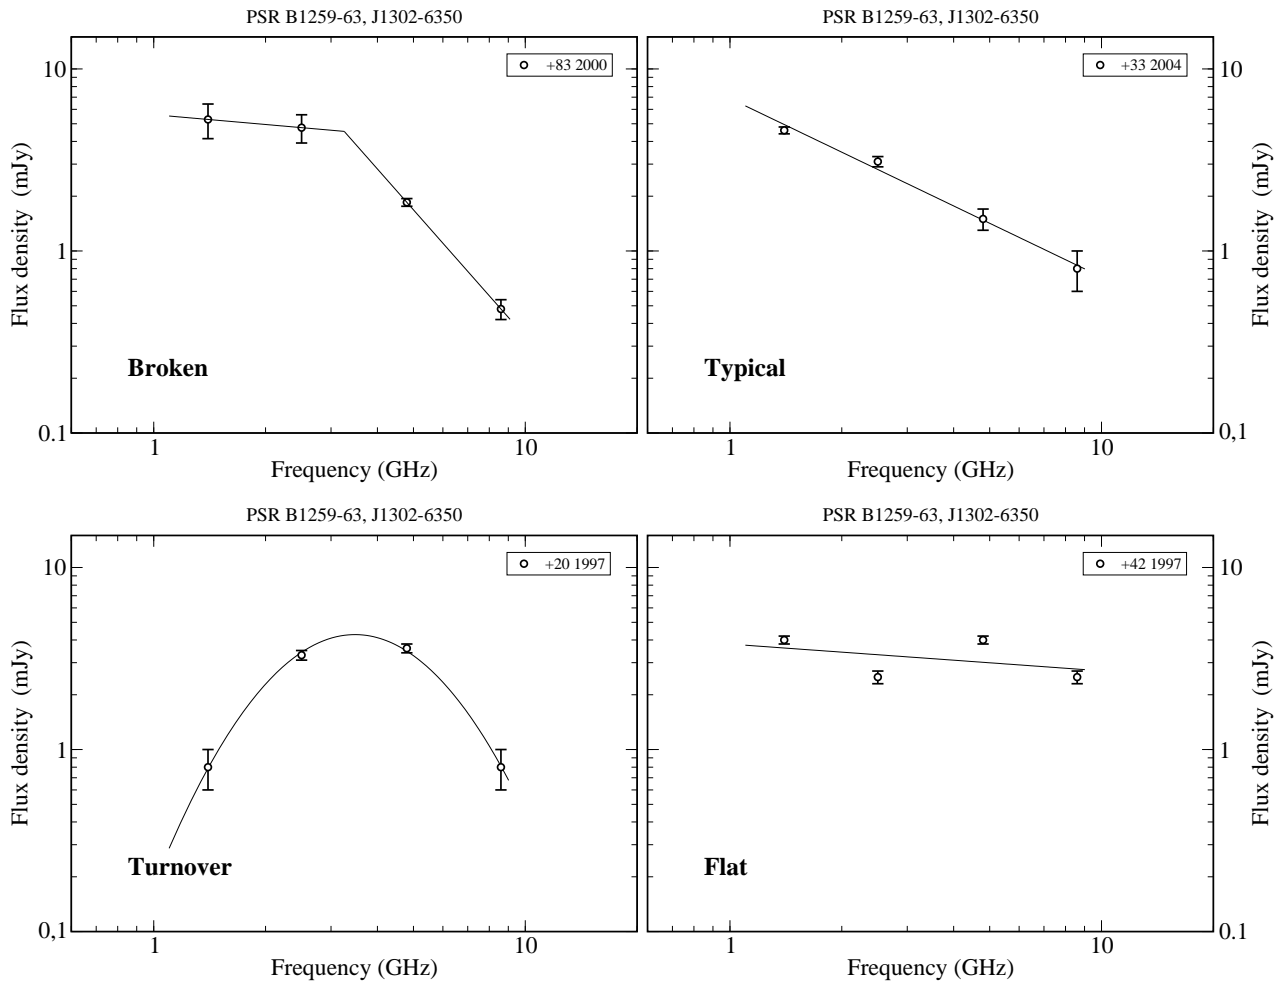 PSR B1259-63, J1302-6350
+83 2000
10
1
0.1
Flux density (mJy)
Broken
1 10
Frequency (GHz)
PSR B1259-63, J1302-6350
+33 2004
10
1
0,1
Flux density (mJy)
Typical
1 10
Frequency (GHz)
PSR B1259-63, J1302-6350
+20 1997
10
1
0,1
Flux density (mJy)
Turnover
1 10
Frequency (GHz)
PSR B1259-63, J1302-6350
+42 1997
10
1
0.1
Flux density (mJy)
Flat
1 10
Frequency (GHz)